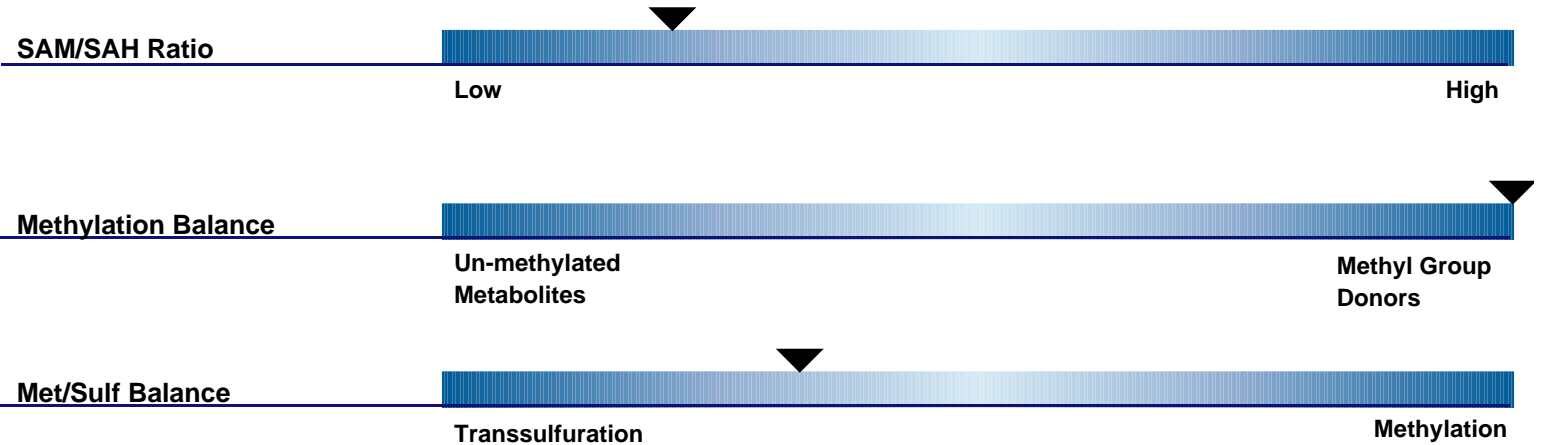 SAM/SAH Ratio
Low
High
Methylation Balance
Un-methylated
Metabolites
Methyl Group
Donors
Met/Sulf Balance
Transsulfuration
Methylation